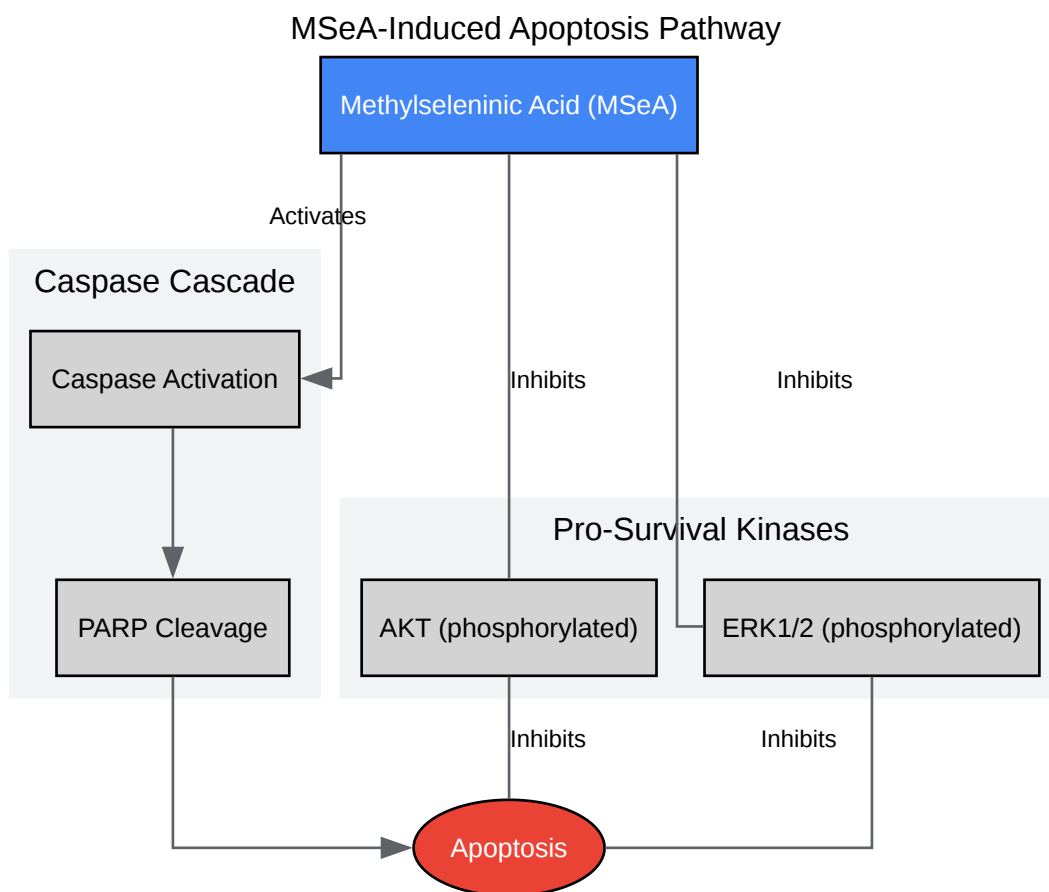 MSeA-Induced Apoptosis Pathway
Methylseleninic Acid (MSeA)
Activates
Caspase Cascade
Caspase Activation
Inhibits
Inhibits
Pro-Survival Kinases
PARP Cleavage
AKT (phosphorylated)
ERK1/2 (phosphorylated)
Inhibits
Inhibits
Apoptosis